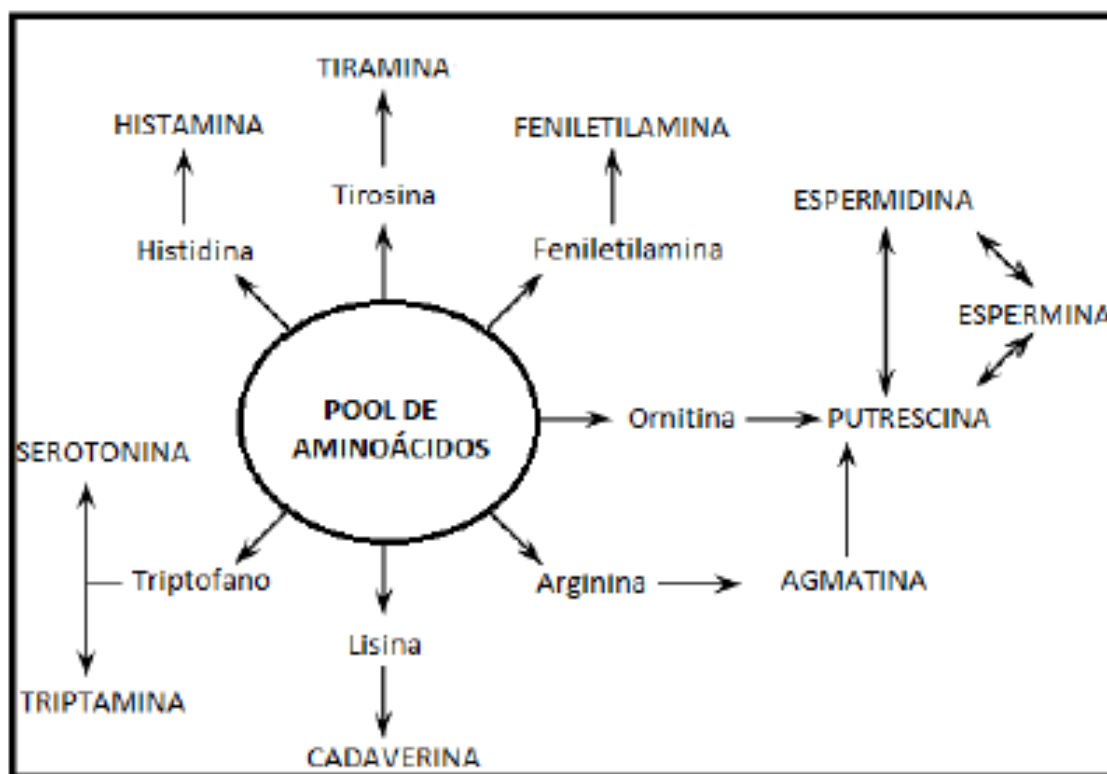 TIRAMINA
HISTAMINA
FENILETILAMINA
Tirosina
ESPERMIDINA
Histidina
Feniletilamina
ESPERMINA
POOL DE
AMINOÁCIDOS
Ornitina
PUTRESCINA
SEROTONINA
Triptofano
Arginina
AGMATINA
Lisina
TRIPTAMINA
CADAVERINA